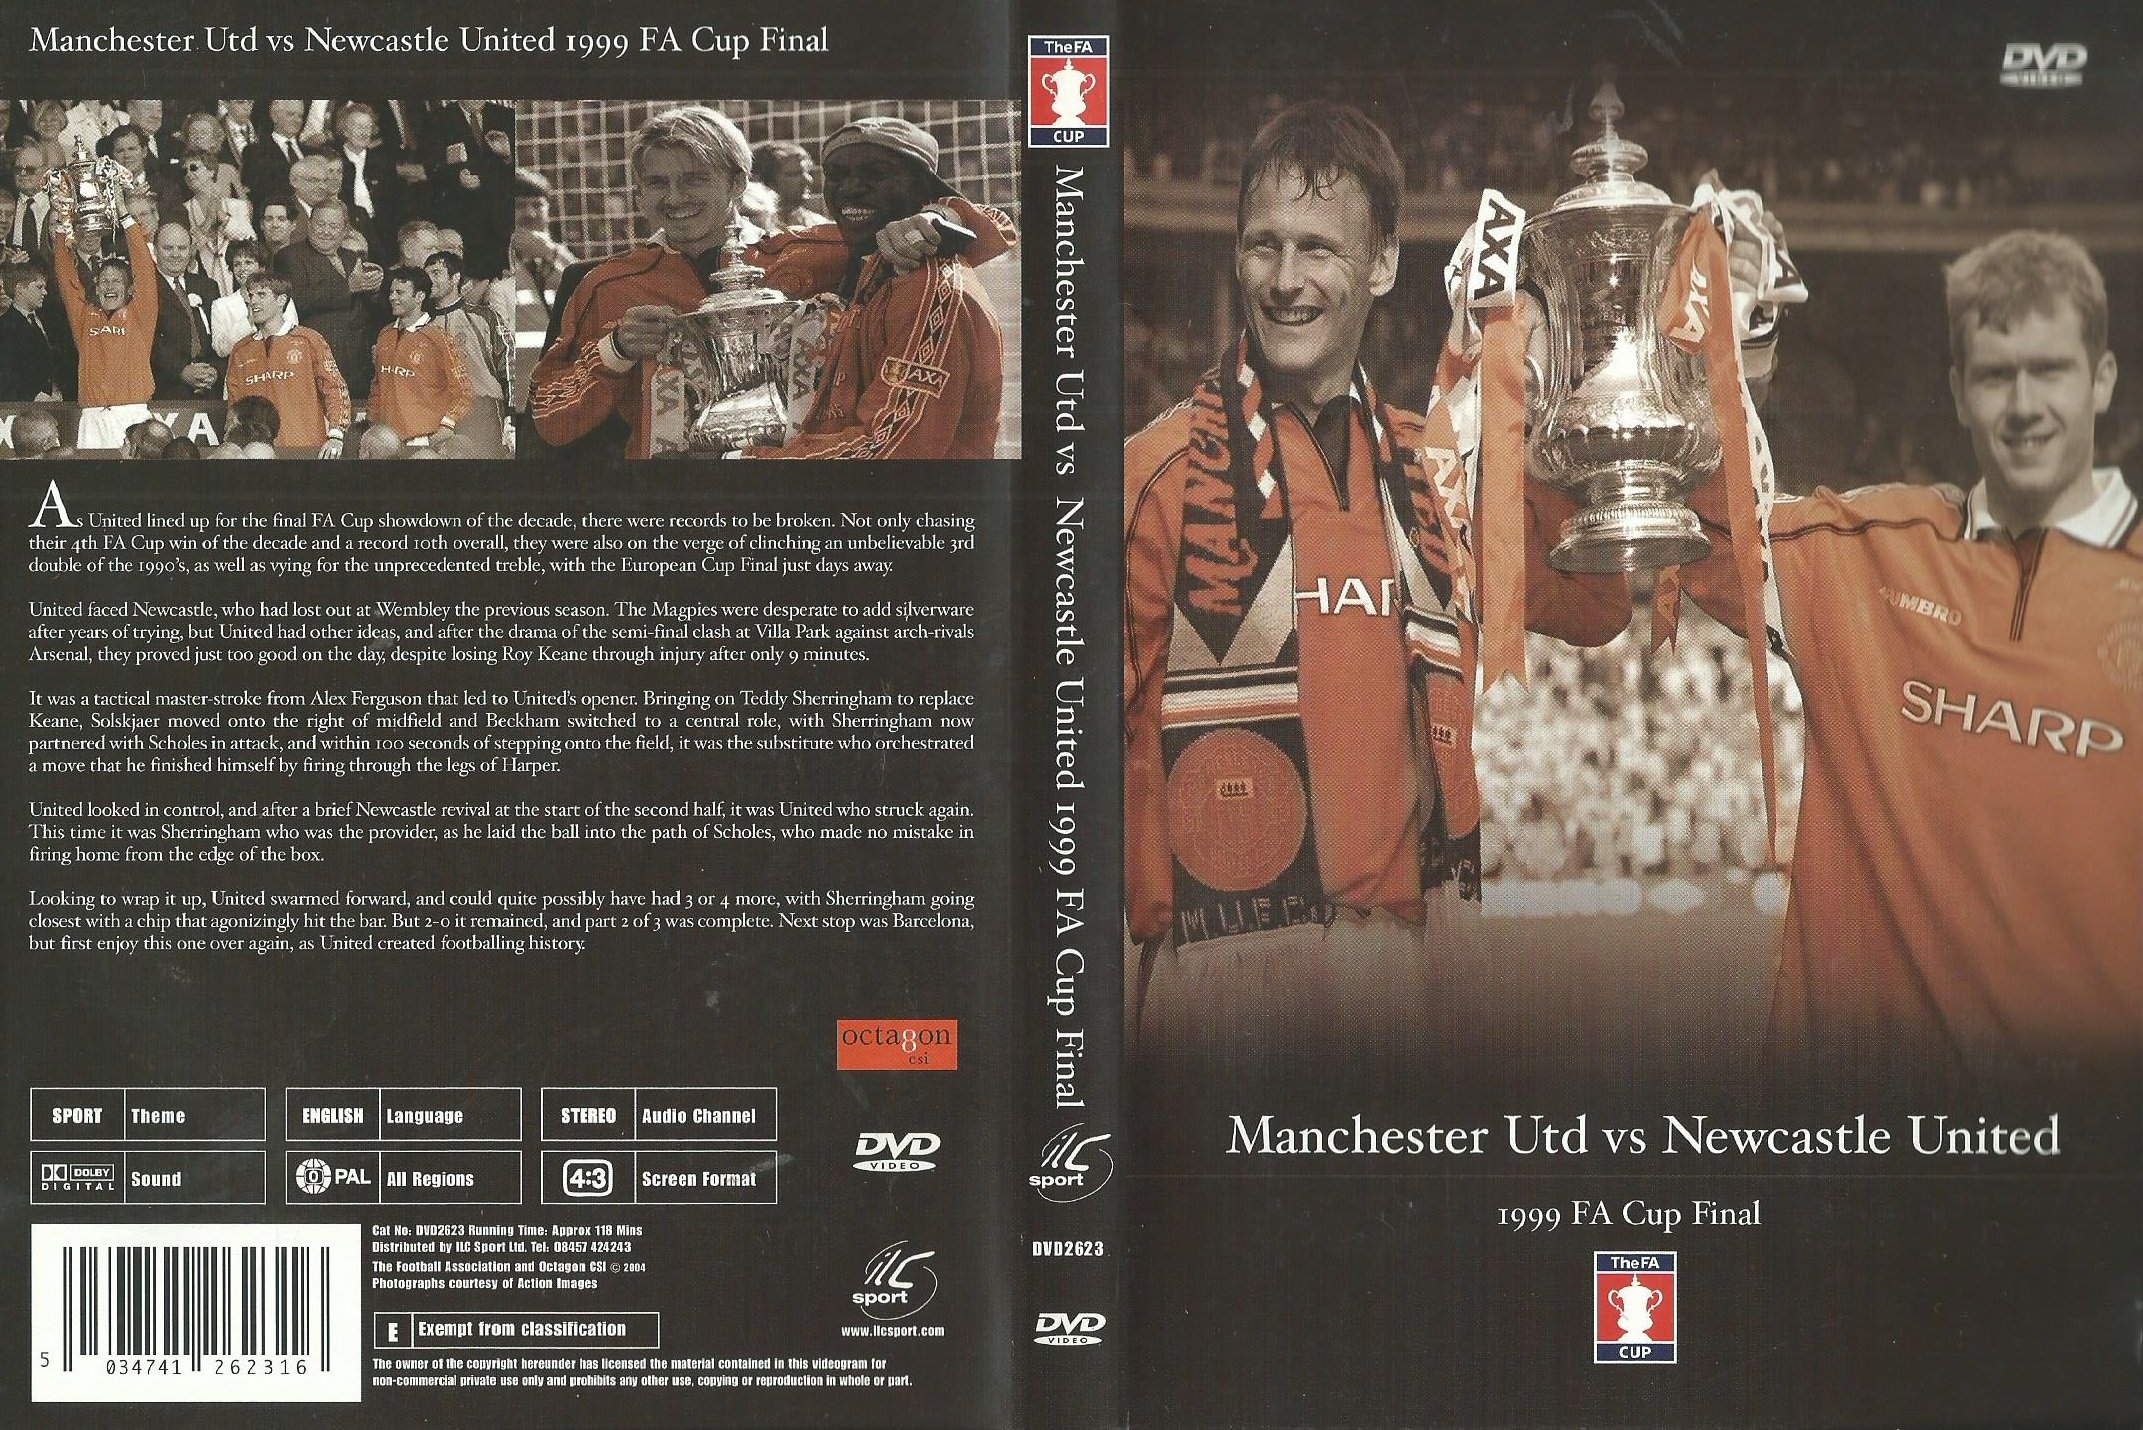 Manchester Utd vs Newcastle United 1999 FA Cup Final
SHARP
SHARP
SHARP
AXA
AXA
AXA
AXA
As United lined up for the final FA Cup showdown of the decade, there were records to be broken. Not only chasing
their 4th FA Cup win of the decade and a record 10th overall, they were also on the verge of clinching an unbelievable 3rd
double of the 1990's, as well as vying for the unprecedented treble, with the European Cup Final just days away.
United faced Newcastle, who had lost out at Wembley the previous season. The Magpies were desperate to add silverware
after years of trying, but United had other ideas, and after the drama of the semi-final clash at Villa Park against arch-rivals
Arsenal, they proved just too good on the day, despite losing Roy Keane through injury after only 9 minutes.
It was a tactical master-stroke from Alex Ferguson that led to United's opener. Bringing on Teddy Sherringham to replace
Keane, Solskjaer moved onto the right of midfield and Beckham switched to a central role, with Sherringham now
partnered with Scholes in attack, and within 100 seconds of stepping onto the field, it was the substitute who orchestrated
a move that he finished himself by firing through the legs of Harper.
United looked in control, and after a brief Newcastle revival at the start of the second half, it was United who struck again.
This time it was Sherringham who was the provider, as he laid the ball into the path of Scholes, who made no mistake in
firing home from the edge of the box.
Looking to wrap it up, United swarmed forward, and could quite possibly have had 3 or 4 more, with Sherringham going
closest with a chip that agonizingly hit the bar. But 2-0 it remained, and part 2 of 3 was complete. Next stop was Barcelona,
but first enjoy this one over again, as United created footballing history.
octagon
csi
SPORT Theme
ENGLISH Language
STEREO Audio Channel
DOLBY DIGITAL Sound
0 PAL All Regions
4:3 Screen Format
DVD
VIDEO
Cat No: DVD2623 Running Time: Approx 118 Mins
Distributed by ILC Sport Ltd. Tel: 08457 424243
The Football Association and Octagon CSI © 2004
Photographs courtesy of Action Images
E Exempt from classification
The owner of the copyright hereunder has licensed the material contained in this videogram for
non-commercial private use only and prohibits any other use, copying or reproduction in whole or part.
5 034741 262316
ilc
sport
www.ilcsport.com
The FA
CUP
Manchester Utd vs Newcastle United 1999 FA Cup Final
ilc
sport
DVD2623
DVD
VIDEO
DVD
VIDEO
AXA
AXA
AXA
HAR
UMBRO
SHARP
Manchester Utd vs Newcastle United
1999 FA Cup Final
The FA
CUP